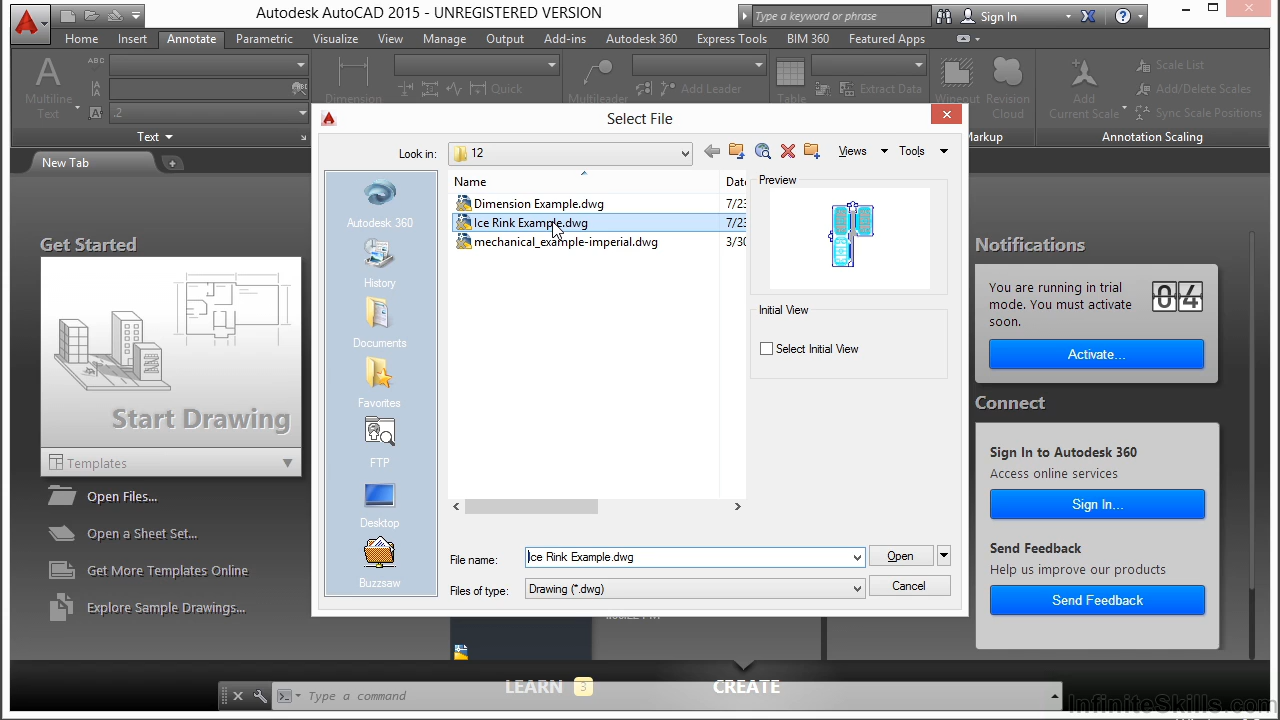 Autodesk AutoCAD 2015 - UNREGISTERED VERSION
Type a keyword or phrase
Sign In
Home Insert Annotate Parametric Visualize View Manage Output Add-ins Autodesk 360 Express Tools BIM 360 Featured Apps
Multiline
Text
ABC
.2
Text
Dimension
Quick
Multileader
Add Leader
Table
Extract Data
Wipeout
Revision
Cloud
Markup
Add
Current Scale
Scale List
Add/Delete Scales
Sync Scale Positions
Annotation Scaling
New Tab
Select File
Look in: 12
Views Tools
Autodesk 360
History
Documents
Favorites
FTP
Desktop
Buzzsaw
Name Date
Dimension Example.dwg 7/23
Ice Rink Example.dwg 7/23
mechanical_example-imperial.dwg 3/30
Preview
Initial View
Select Initial View
File name: Ice Rink Example.dwg Open
Files of type: Drawing (*.dwg) Cancel
Get Started
Start Drawing
Templates
Open Files...
Open a Sheet Set...
Get More Templates Online
Explore Sample Drawings...
Notifications
You are running in trial
mode. You must activate
soon.
04
Activate...
Connect
Sign In to Autodesk 360
Access online services
Sign In...
Send Feedback
Help us improve our products
Send Feedback
LEARN 3 CREATE
Type a command
InfiniteSkills.com